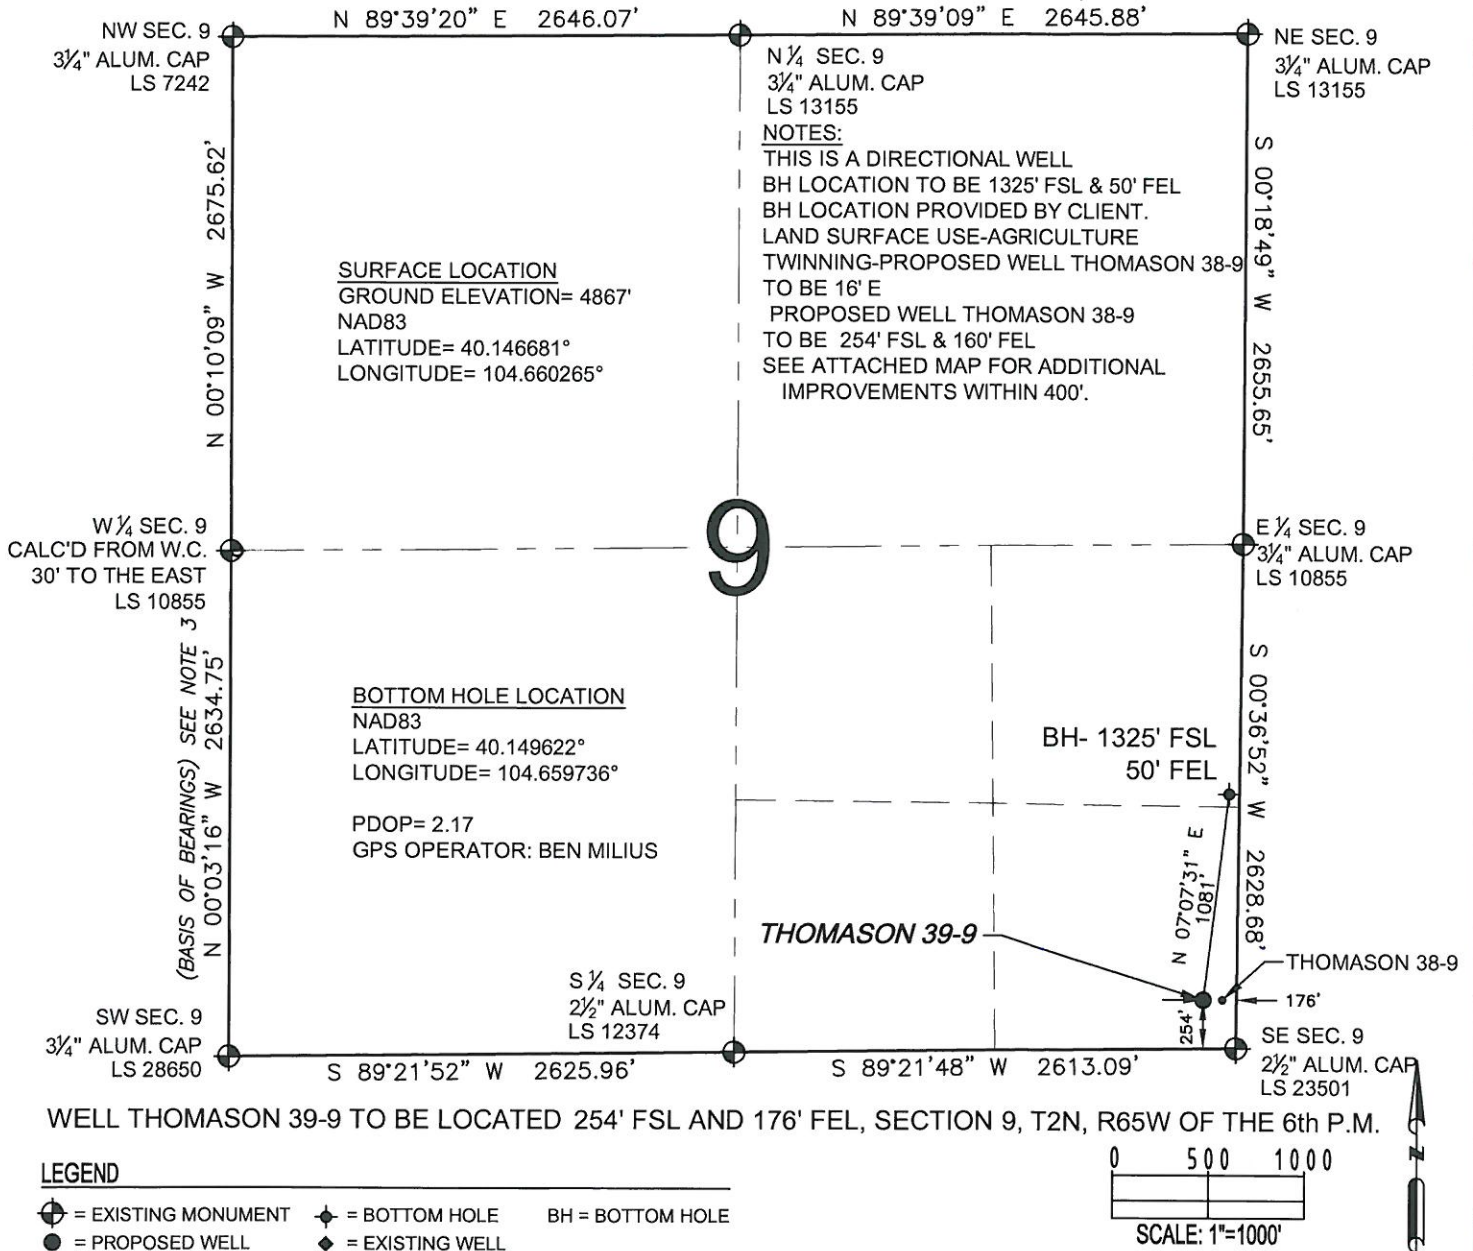 N 89°39'20" E 2646.07'
N 89°39'09" E 2645.88'
NW SEC. 9
3¼" ALUM. CAP
LS 7242
N ¼ SEC. 9
3¼" ALUM. CAP
LS 13155
NE SEC. 9
3¼" ALUM. CAP
LS 13155
NOTES:
THIS IS A DIRECTIONAL WELL
BH LOCATION TO BE 1325' FSL & 50' FEL
BH LOCATION PROVIDED BY CLIENT.
LAND SURFACE USE-AGRICULTURE
TWINNING-PROPOSED WELL THOMASON 38-9
TO BE 16' E
PROPOSED WELL THOMASON 38-9
TO BE 254' FSL & 160' FEL
SEE ATTACHED MAP FOR ADDITIONAL
IMPROVEMENTS WITHIN 400'.
N 00°10'09" W 2675.62'
SURFACE LOCATION
GROUND ELEVATION= 4867'
NAD83
LATITUDE= 40.146681°
LONGITUDE= 104.660265°
S 00°18'49" W 2655.65'
W ¼ SEC. 9
CALC'D FROM W.C.
30' TO THE EAST
LS 10855
9
E ¼ SEC. 9
3¼" ALUM. CAP
LS 10855
(BASIS OF BEARINGS) SEE NOTE 3
N 00°03'16" W 2634.75'
BOTTOM HOLE LOCATION
NAD83
LATITUDE= 40.149622°
LONGITUDE= 104.659736°
PDOP= 2.17
GPS OPERATOR: BEN MILIUS
BH- 1325' FSL
50' FEL
S 00°36'52" W 2628.68'
N 07°07'31" E
1081'
THOMASON 39-9
THOMASON 38-9
176'
254'
SW SEC. 9
3¼" ALUM. CAP
LS 28650
S ¼ SEC. 9
2½" ALUM. CAP
LS 12374
SE SEC. 9
2½" ALUM. CAP
LS 23501
S 89°21'52" W 2625.96'
S 89°21'48" W 2613.09'
WELL THOMASON 39-9 TO BE LOCATED 254' FSL AND 176' FEL, SECTION 9, T2N, R65W OF THE 6th P.M.
LEGEND
= EXISTING MONUMENT = BOTTOM HOLE BH = BOTTOM HOLE
= PROPOSED WELL = EXISTING WELL
0 500 1000
SCALE: 1"=1000'
N